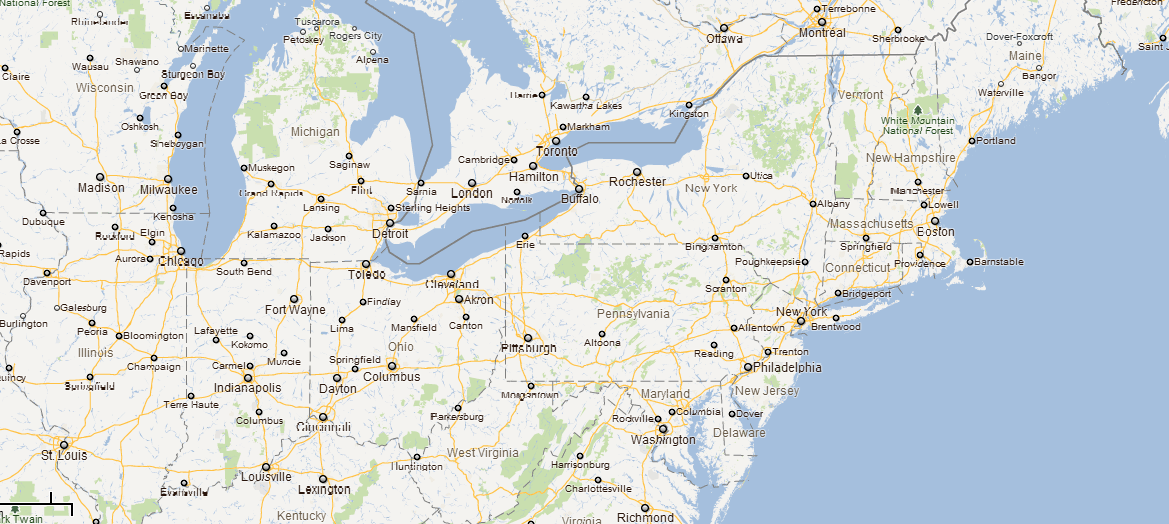 National Forest
Rhinelander
Escanaba
Tuscarora
Petoskey
Rogers City
Alpena
Ottawa
Terrebonne
Montréal
Sherbrooke
Fredericton
Saint
Dover-Foxcroft
Maine
Bangor
Waterville
Claire
Wausau
Shawano
Marinette
Sturgeon Bay
Wisconsin
Green Bay
Barrie
Kawartha Lakes
Kingston
Vermont
White Mountain
National Forest
Oshkosh
La Crosse
Sheboygan
Michigan
Markham
Toronto
Portland
Muskegon
Saginaw
Cambridge
Hamilton
New Hampshire
Madison
Milwaukee
Grand Rapids
Flint
Sarnia
London
Norfolk
Buffalo
Rochester
New York
Utica
Manchester
Kenosha
Lansing
Sterling Heights
Albany
Lowell
Dubuque
Rockford
Elgin
Kalamazoo
Jackson
Detroit
Erie
Binghamton
Massachusetts
Boston
Springfield
Rapids
Aurora
Chicago
South Bend
Toledo
Cleveland
Scranton
Poughkeepsie
Connecticut
Providence
Barnstable
Davenport
Galesburg
Fort Wayne
Findlay
Akron
Bridgeport
Burlington
Peoria
Bloomington
Lafayette
Kokomo
Lima
Mansfield
Canton
Pennsylvania
New York
Brentwood
Illinois
Muncie
Ohio
Pittsburgh
Altoona
Allentown
Reading
Trenton
Champaign
Carmel
Springfield
Quincy
Springfield
Indianapolis
Dayton
Columbus
Philadelphia
Terre Haute
Morgantown
Maryland
New Jersey
Columbus
Cincinnati
Parkersburg
Rockville
Columbia
Dover
Washington
Delaware
St. Louis
Louisville
Huntington
West Virginia
Harrisonburg
Evansville
Lexington
Charlottesville
Kentucky
Virginia
Richmond
rk Twain